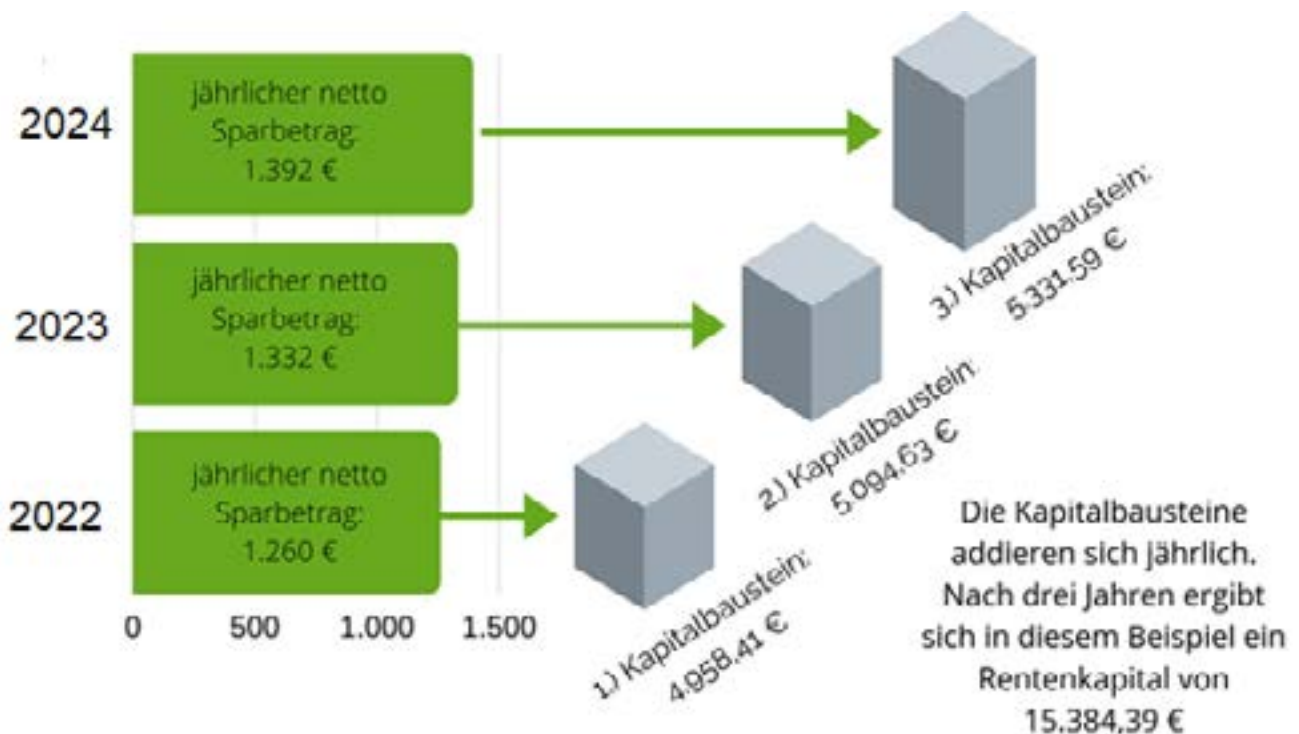 2024
jährlicher netto
Sparbetrag:
1.392 €
3.) Kapitalbaustein:
5.331,59 €
2023
jährlicher netto
Sparbetrag:
1.332 €
2.) Kapitalbaustein:
5.094,63 €
2022
jährlicher netto
Sparbetrag:
1.260 €
1.) Kapitalbaustein:
4.958,41 €
0 500 1.000 1.500
Die Kapitalbausteine
addieren sich jährlich.
Nach drei Jahren ergibt
sich in diesem Beispiel ein
Rentenkapital von
15.384,39 €